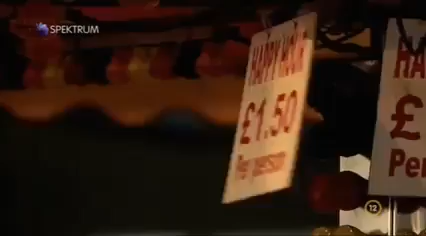 SPEKTRUM
HAPPY HOUR
£1.50
Per person
HA
£
Per
12